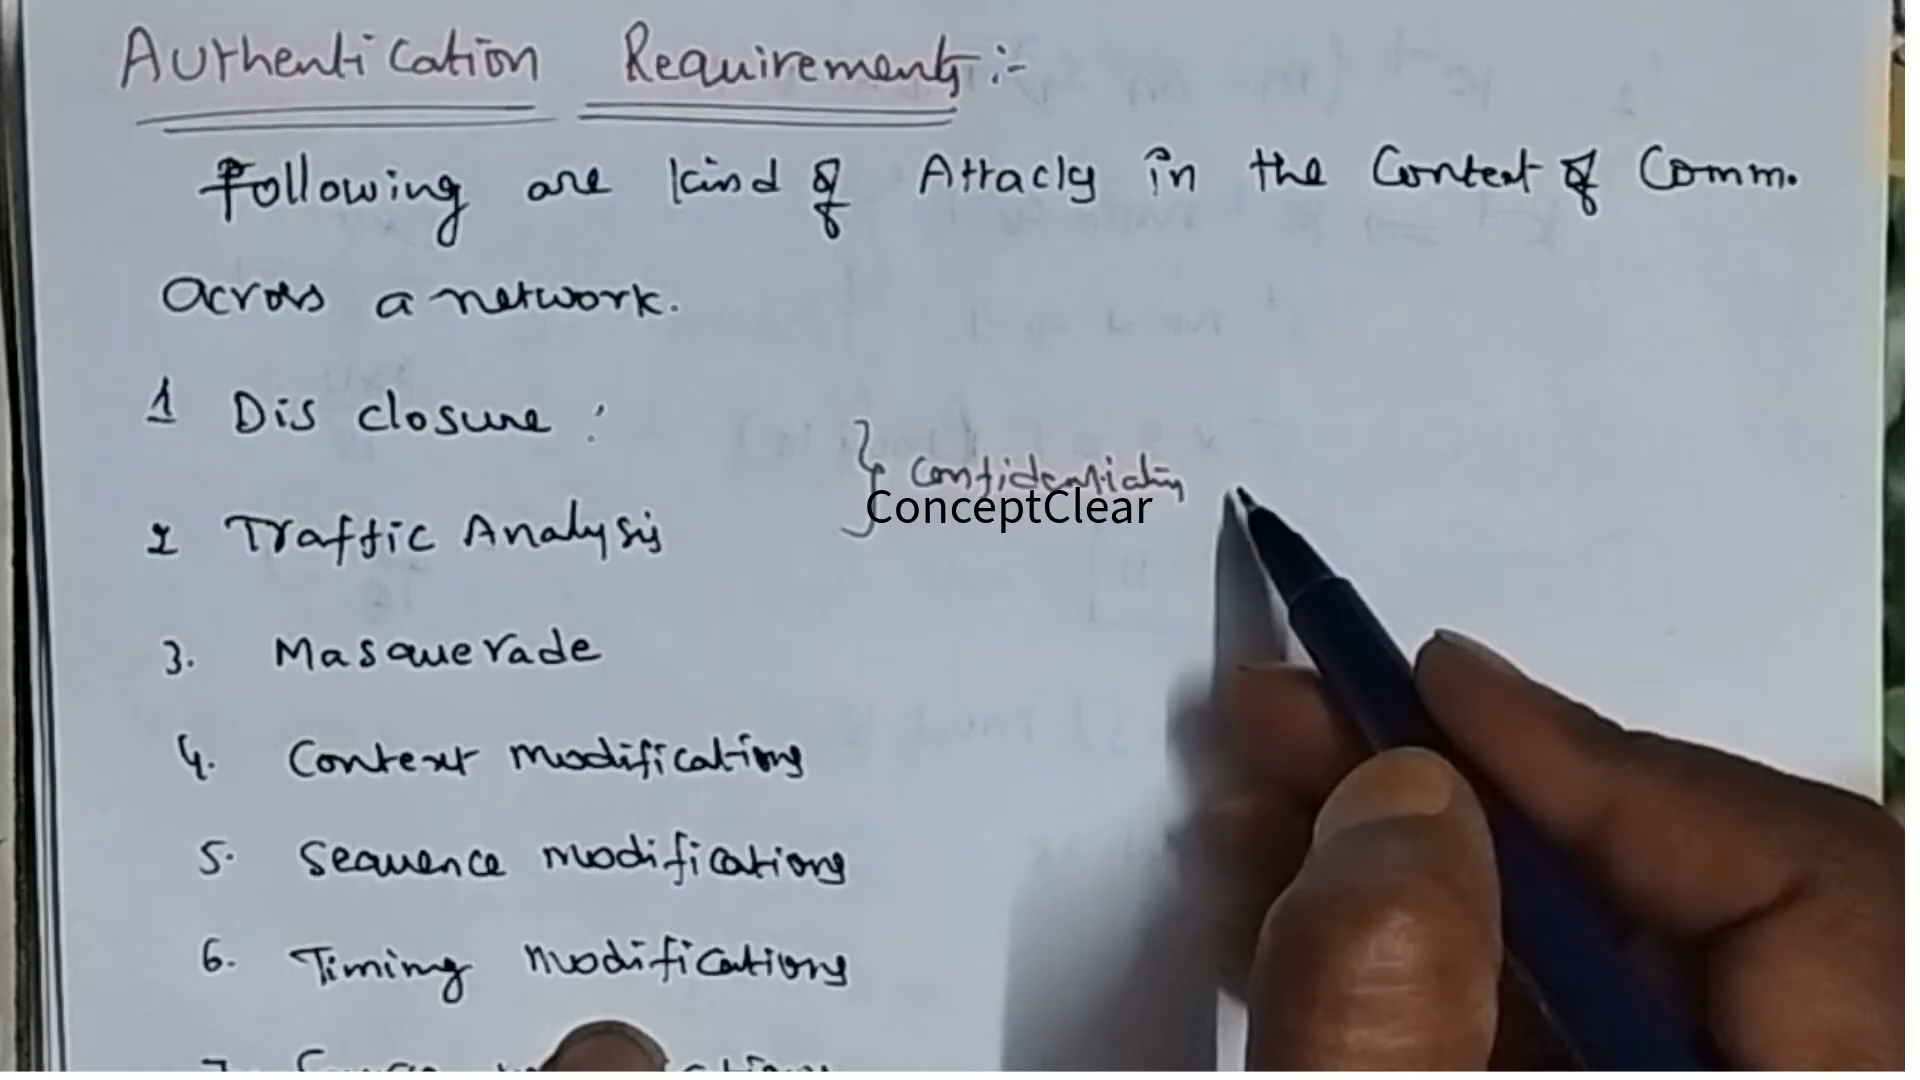 Authentication Requirements :-
Following are kind of Attacks in the Context of Comm.
across a network.
1 Dis closure :
} Confidentiality
ConceptClear
2 Traffic Analysis
3. Masquerade
4. Context modifications
5. Sequence modifications
6. Timing modifications